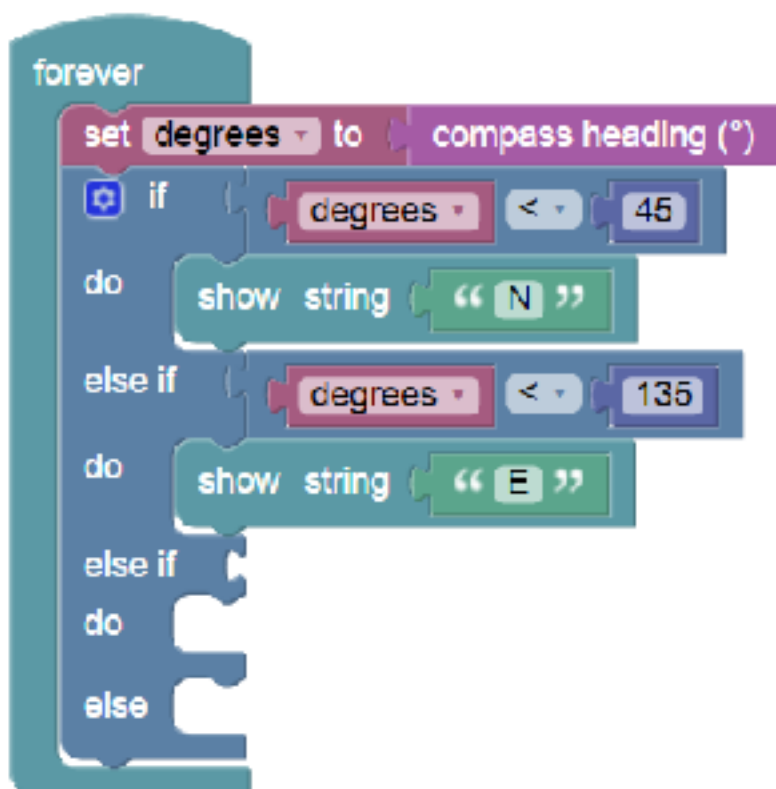 forever
set degrees to compass heading (°)
if degrees < 45
do show string “ N ”
else if degrees < 135
do show string “ E ”
else if
do
else